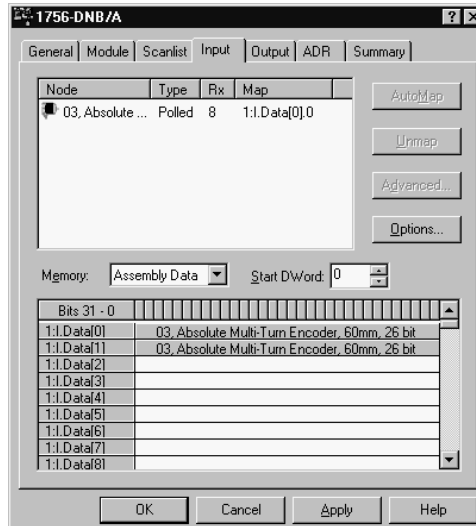 1756-DNB/A
General Module Scanlist Input Output ADR Summary
Node Type Rx Map
03, Absolute ... Polled 8 1:I.Data[0].0
AutoMap
Unmap
Advanced...
Options...
Memory: Assembly Data Start DWord: 0
Bits 31 - 0
1:I.Data[0] 03, Absolute Multi-Turn Encoder, 60mm, 26 bit
1:I.Data[1] 03, Absolute Multi-Turn Encoder, 60mm, 26 bit
1:I.Data[2]
1:I.Data[3]
1:I.Data[4]
1:I.Data[5]
1:I.Data[6]
1:I.Data[7]
1:I.Data[8]
OK Cancel Apply Help